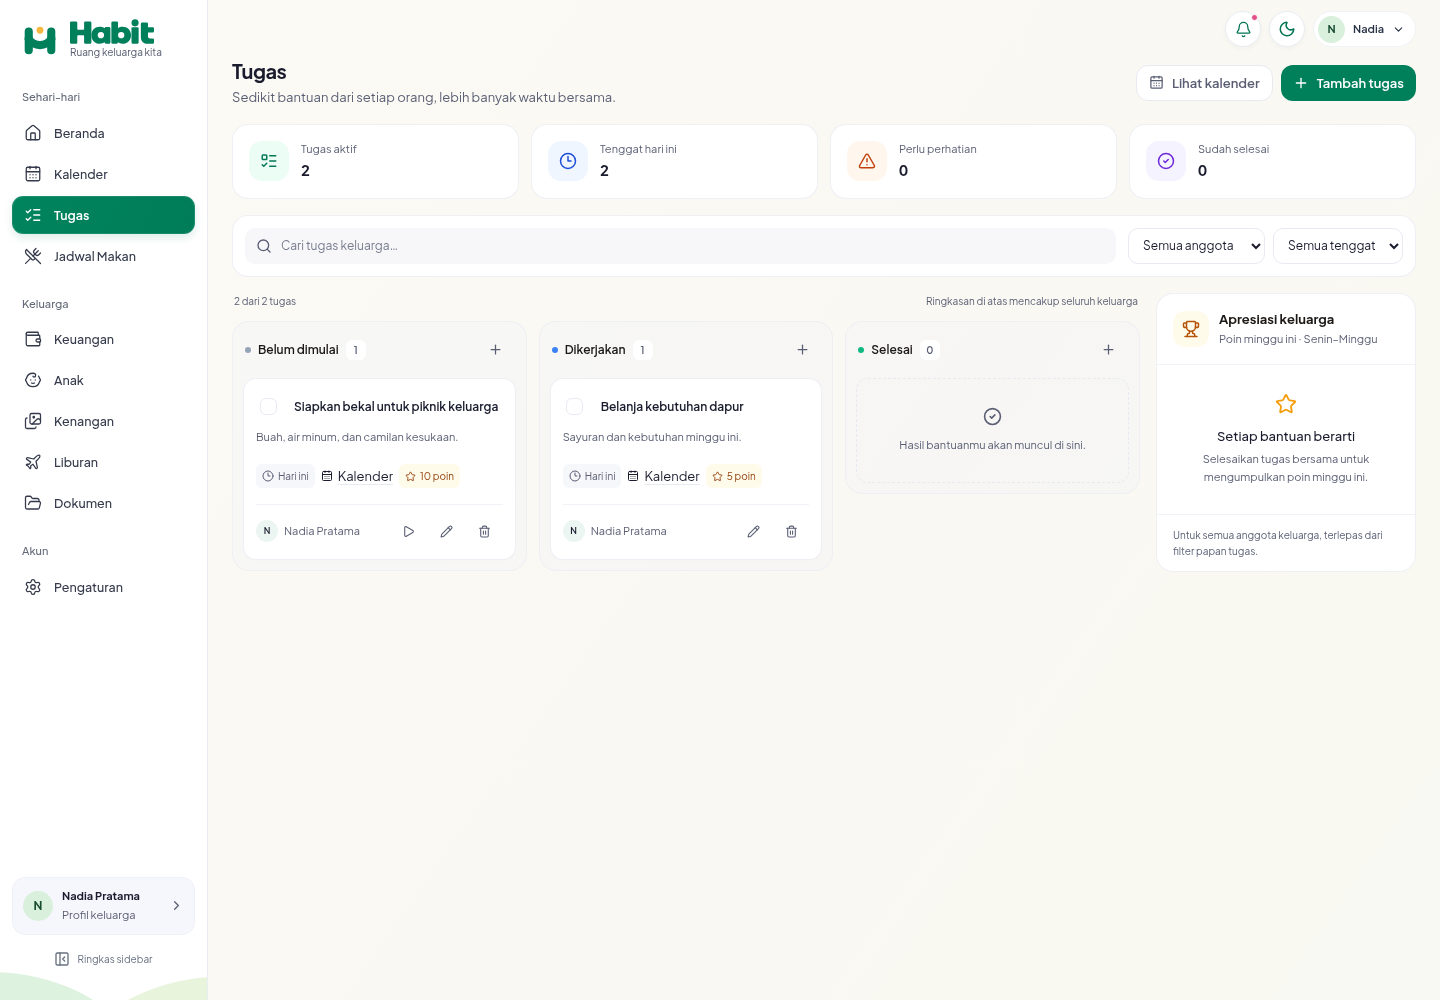 Habit
Ruang keluarga kita
Sehari-hari
Beranda
Kalender
Tugas
Jadwal Makan
Keluarga
Keuangan
Anak
Kenangan
Liburan
Dokumen
Akun
Pengaturan
N
Nadia Pratama
Profil keluarga
Ringkas sidebar
N
Nadia
Tugas
Sedikit bantuan dari setiap orang, lebih banyak waktu bersama.
Lihat kalender
Tambah tugas
Tugas aktif
2
Tenggat hari ini
2
Perlu perhatian
0
Sudah selesai
0
Cari tugas keluarga...
Semua anggota
Semua tenggat
2 dari 2 tugas
Ringkasan di atas mencakup seluruh keluarga
Belum dimulai 1
Siapkan bekal untuk piknik keluarga
Buah, air minum, dan camilan kesukaan.
Hari ini Kalender 10 poin
N Nadia Pratama
Dikerjakan 1
Belanja kebutuhan dapur
Sayuran dan kebutuhan minggu ini.
Hari ini Kalender 5 poin
N Nadia Pratama
Selesai 0
Hasil bantuanmu akan muncul di sini.
Apresiasi keluarga
Poin minggu ini · Senin–Minggu
Setiap bantuan berarti
Selesaikan tugas bersama untuk
mengumpulkan poin minggu ini.
Untuk semua anggota keluarga, terlepas dari
filter papan tugas.